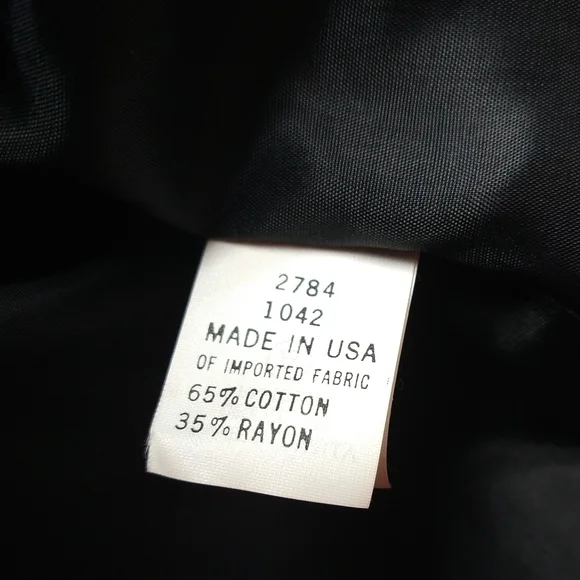 2784
1042
MADE IN USA
OF IMPORTED FABRIC
65% COTTON
35% RAYON